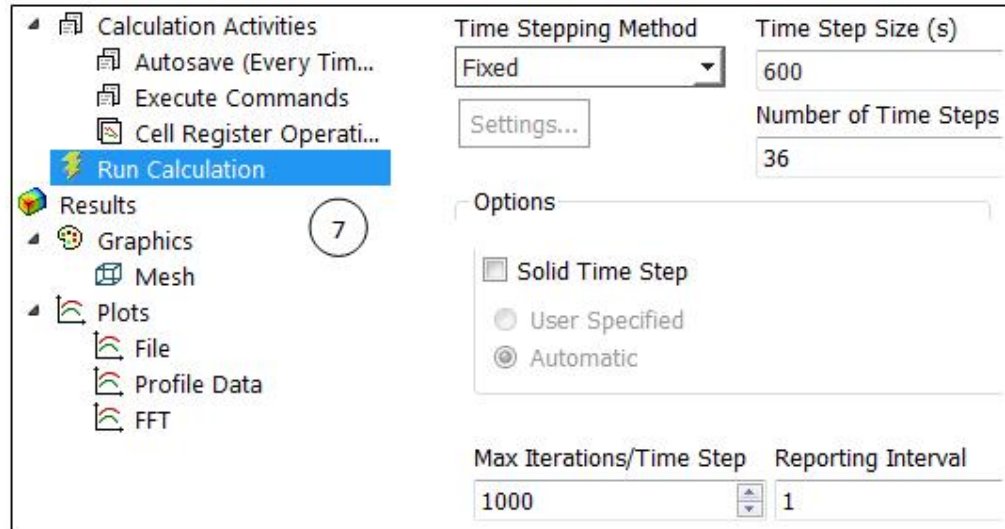 Calculation Activities
Autosave (Every Tim...
Execute Commands
Cell Register Operati...
Run Calculation
Results
7
Graphics
Mesh
Plots
File
Profile Data
FFT
Time Stepping Method
Fixed
Settings...
Time Step Size (s)
600
Number of Time Steps
36
Options
Solid Time Step
User Specified
Automatic
Max Iterations/Time Step
1000
Reporting Interval
1